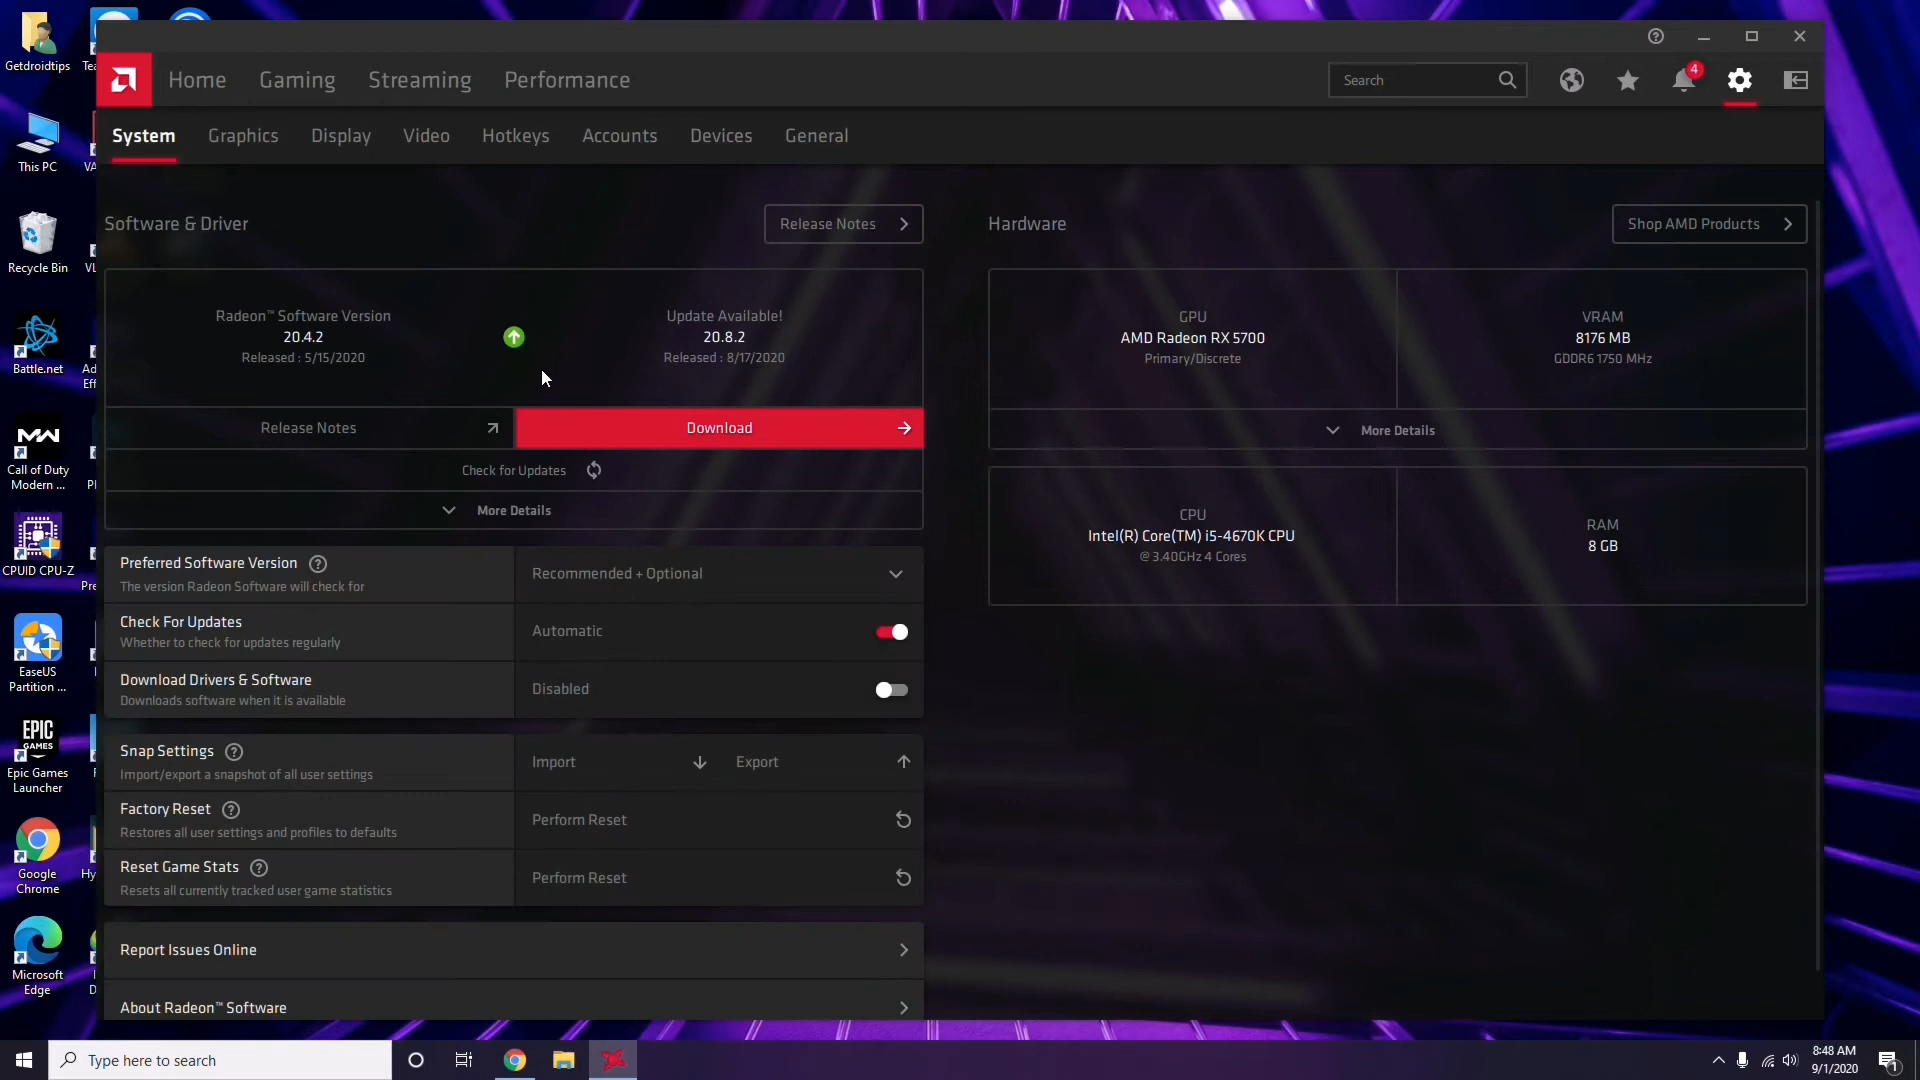 Getdroidtips
This PC
Recycle Bin
Battle.net
Call of Duty
Modern ...
CPUID CPU-Z
EaseUS
Partition ...
EPIC
GAMES
Epic Games
Launcher
Google
Chrome
Microsoft
Edge
Home
Gaming
Streaming
Performance
Search
4
System
Graphics
Display
Video
Hotkeys
Accounts
Devices
General
Software & Driver
Release Notes
Radeon™ Software Version
20.4.2
Released : 5/15/2020
Update Available!
20.8.2
Released : 8/17/2020
Release Notes
Download
Check for Updates
More Details
Preferred Software Version
The version Radeon Software will check for
Recommended + Optional
Check For Updates
Whether to check for updates regularly
Automatic
Download Drivers & Software
Downloads software when it is available
Disabled
Snap Settings
Import/export a snapshot of all user settings
Import
Export
Factory Reset
Restores all user settings and profiles to defaults
Perform Reset
Reset Game Stats
Resets all currently tracked user game statistics
Perform Reset
Report Issues Online
About Radeon™ Software
Hardware
Shop AMD Products
GPU
AMD Radeon RX 5700
Primary/Discrete
VRAM
8176 MB
GDDR6 1750 MHz
More Details
CPU
Intel(R) Core(TM) i5-4670K CPU
@ 3.40GHz 4 Cores
RAM
8 GB
Type here to search
8:48 AM
9/1/2020
1